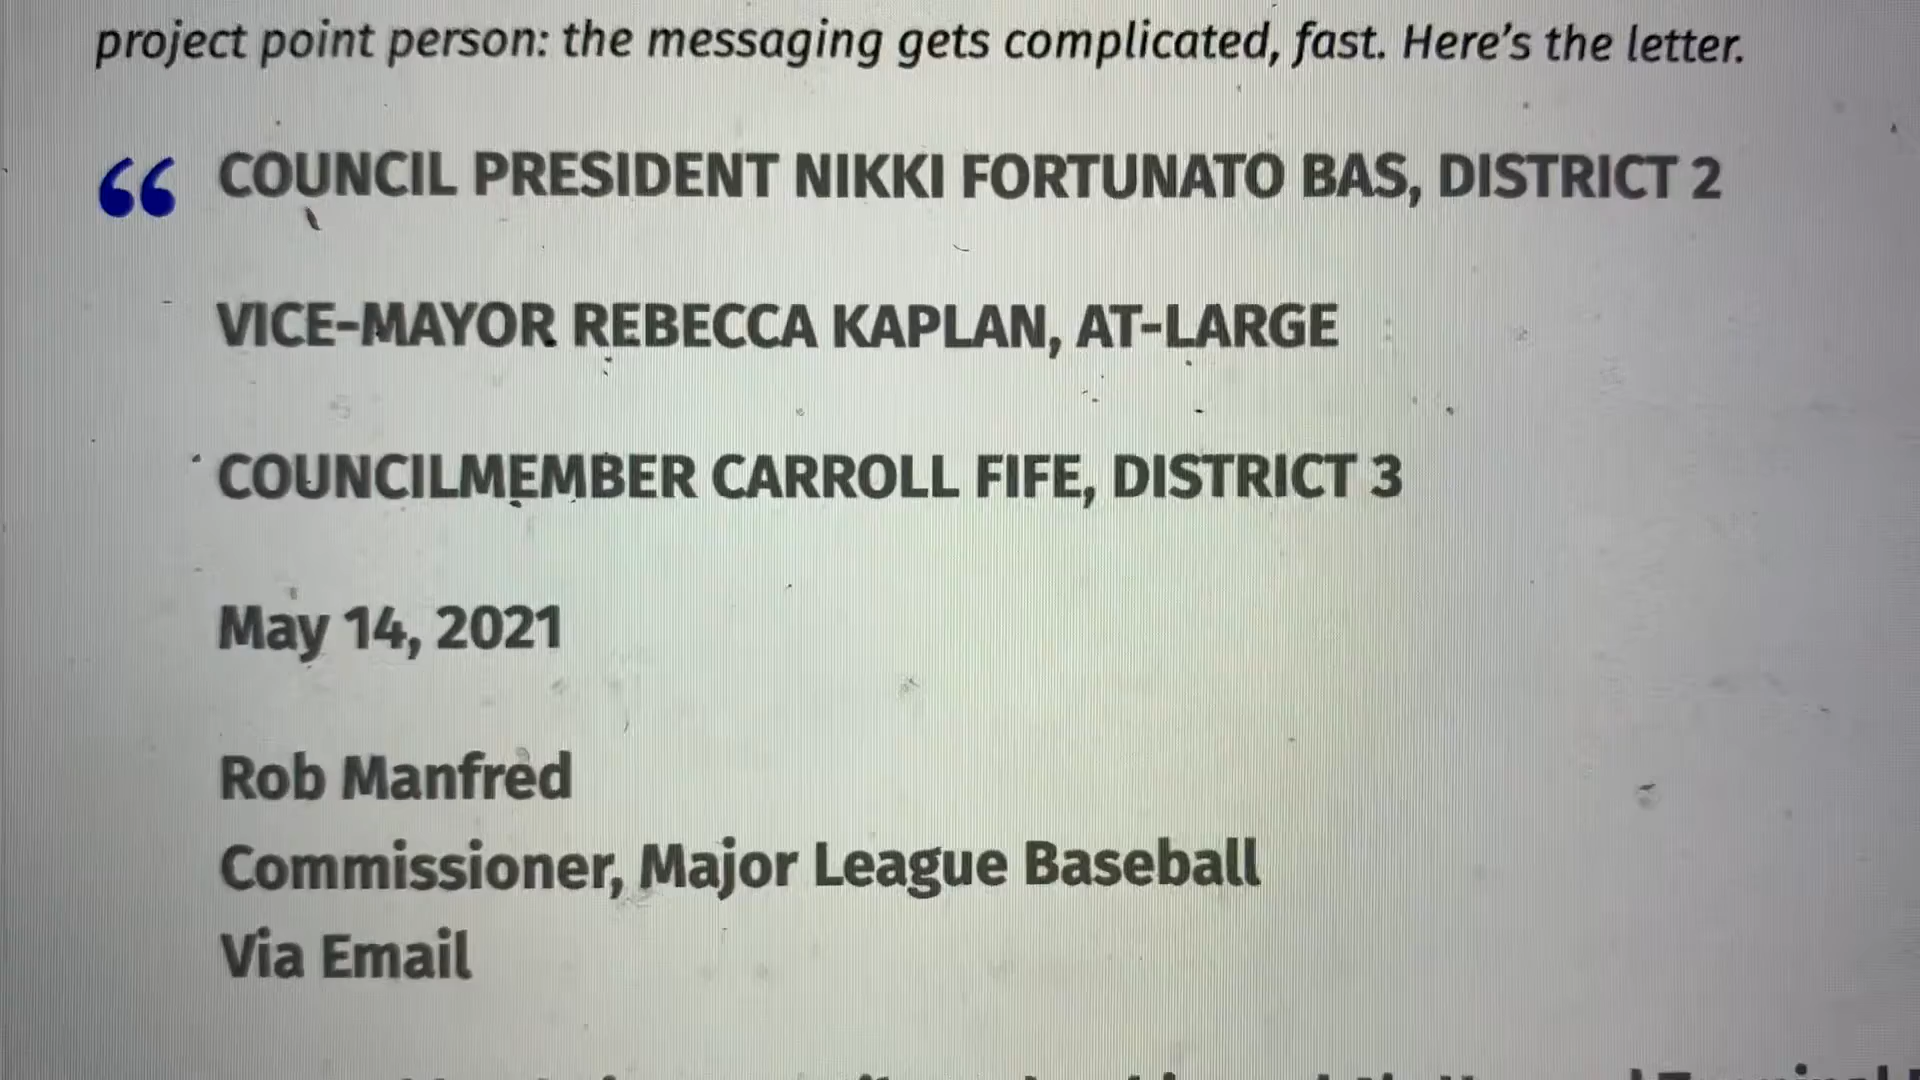 project point person: the messaging gets complicated, fast. Here's the letter.
“ COUNCIL PRESIDENT NIKKI FORTUNATO BAS, DISTRICT 2
VICE-MAYOR REBECCA KAPLAN, AT-LARGE
COUNCILMEMBER CARROLL FIFE, DISTRICT 3
May 14, 2021
Rob Manfred
Commissioner, Major League Baseball
Via Email